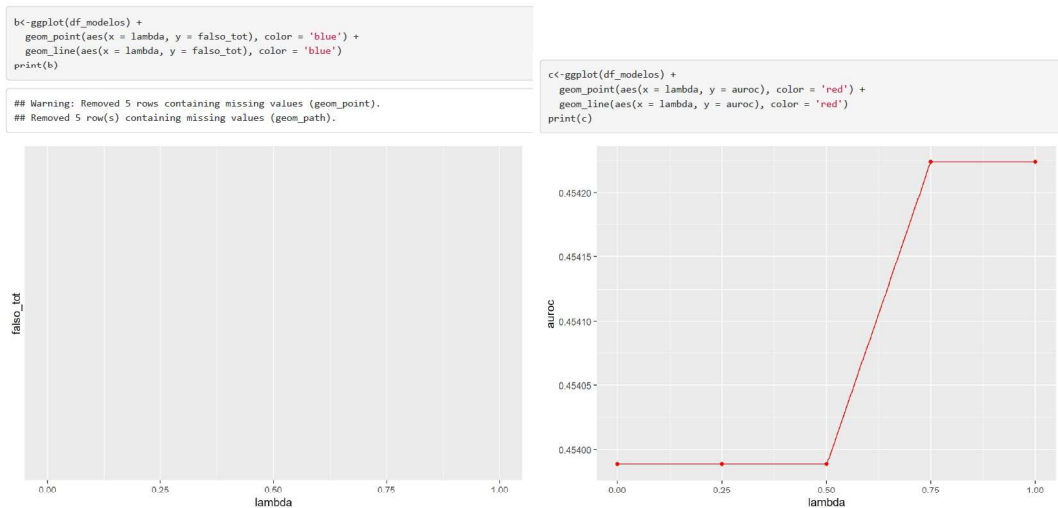 b<-ggplot(df_modelos) +
geom_point(aes(x = lambda, y = falso_tot), color = 'blue') +
geom_line(aes(x = lambda, y = falso_tot), color = 'blue')
print(b)
## Warning: Removed 5 rows containing missing values (geom_point).
## Removed 5 row(s) containing missing values (geom_path).
falso_tot
0.00 0.25 0.50 0.75 1.00
lambda
c<-ggplot(df_modelos) +
geom_point(aes(x = lambda, y = auroc), color = 'red') +
geom_line(aes(x = lambda, y = auroc), color = 'red')
print(c)
0.45420
0.45415
0.45410
0.45405
0.45400
auroc
0.00 0.25 0.50 0.75 1.00
lambda